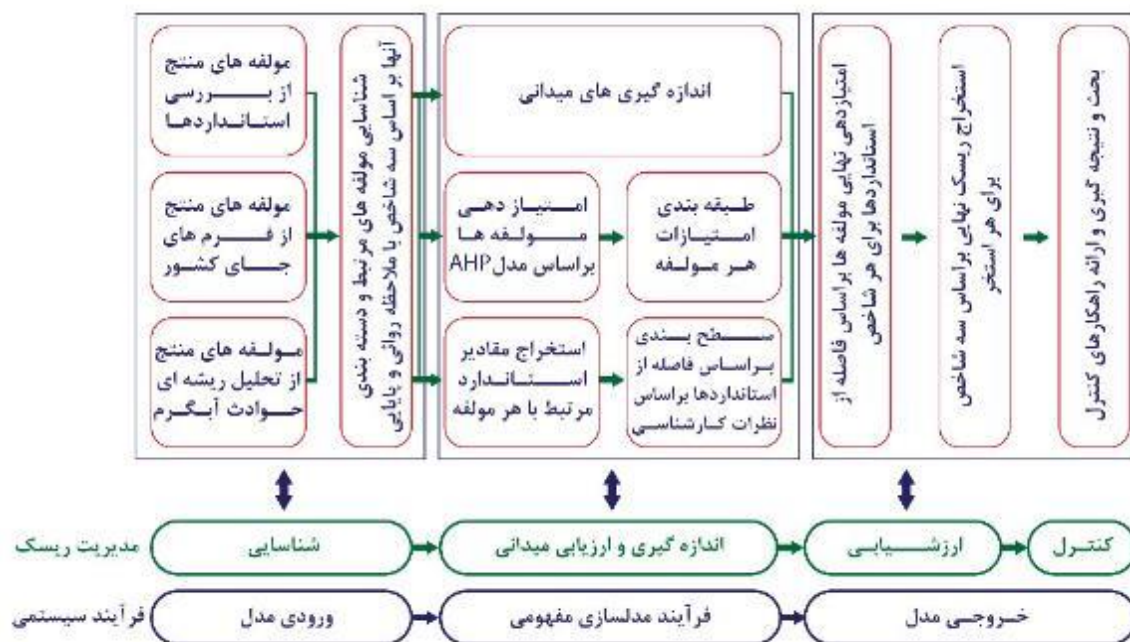 مولفه های منتج
از بررسی
استانداردها
مولفه های منتج
از فرم های
جای کشور
مولفه های منتج
از تحلیل ریشه ای
حوادث آبگرم
شناسایی مولفه های مرتبط و دسته بندی
آنها بر اساس سه شاخص با ملاحظه روائی و پایایی
اندازه گیری های میدانی
امتیاز دهی
مولفه ها
براساس مدل AHP
طبقه بندی
امتیازات
هر مولفه
استخراج مقادیر
استاندارد
مرتبط با هر مولفه
سطح بندی
براساس فاصله از
استانداردها براساس
نظرات کارشناسی
امتیازدهی نهایی مولفه ها براساس فاصله از
استانداردها برای هر شاخص
استخراج ریسک نهایی براساس سه شاخص
برای هر استخر
بحث و نتیجه گیری و ارائه راهکارهای کنترل
مدیریت ریسک
شناسایی
اندازه گیری و ارزیابی میدانی
ارزشیابی
کنترل
فرآیند سیستمی
ورودی مدل
فرآیند مدلسازی مفهومی
خروجی مدل